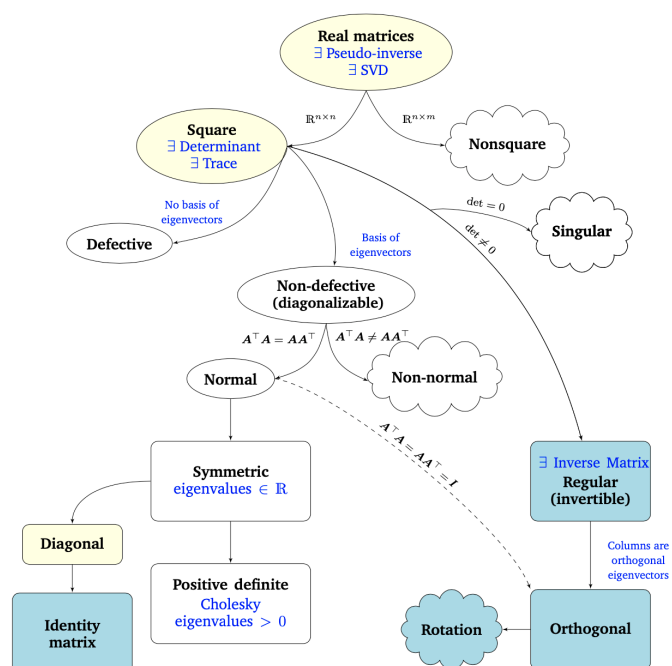 Real matrices
∃ Pseudo-inverse
∃ SVD
ℝⁿˣⁿ
ℝⁿˣᵐ
Square
∃ Determinant
∃ Trace
Nonsquare
No basis of
eigenvectors
det = 0
Defective
Singular
det ≠ 0
Basis of
eigenvectors
Non-defective
(diagonalizable)
A⊤A = AA⊤
A⊤A ≠ AA⊤
Normal
Non-normal
A⊤A = AA⊤ = I
Symmetric
eigenvalues ∈ ℝ
∃ Inverse Matrix
Regular
(invertible)
Diagonal
Columns are
orthogonal
eigenvectors
Positive definite
Cholesky
eigenvalues > 0
Identity
matrix
Rotation
Orthogonal